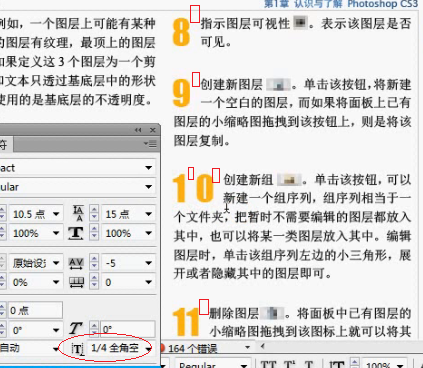 第1章 认识与了解 Photoshop CS3
例如，一个图层上可能有某种
的图层有纹理，最顶上的图层
如果定义这3个图层为一个剪
和文本只透过基底层中的形状
使用的是基底层的不透明度。
8 指示图层可视性 。表示该图层是否
可见。
9 创建新图层 。单击该按钮，将新建
一个空白的图层，而如果将面板上已有
图层的小缩略图拖拽到该按钮上，则是将该
图层复制。
10 创建新组 。单击该按钮，可以
新建一个组序列，组序列相当于一
个文件夹，把暂时不需要编辑的图层都放入
其中，也可以将某一类图层放入其中。编辑
图层时，单击该组序列左边的小三角形，展
开或者隐藏其中的图层即可。
11 删除图层 。将面板中已有图层的
小缩略图拖拽到该图标上就可以将其
符
act
ular
10.5 点
15 点
100%
T 100%
原始设
AV -5
0%
0
0 点
0°
T 0°
自动
T 1/4 全角空
164 个错误
Regular
TT T¹ T
IT 100%